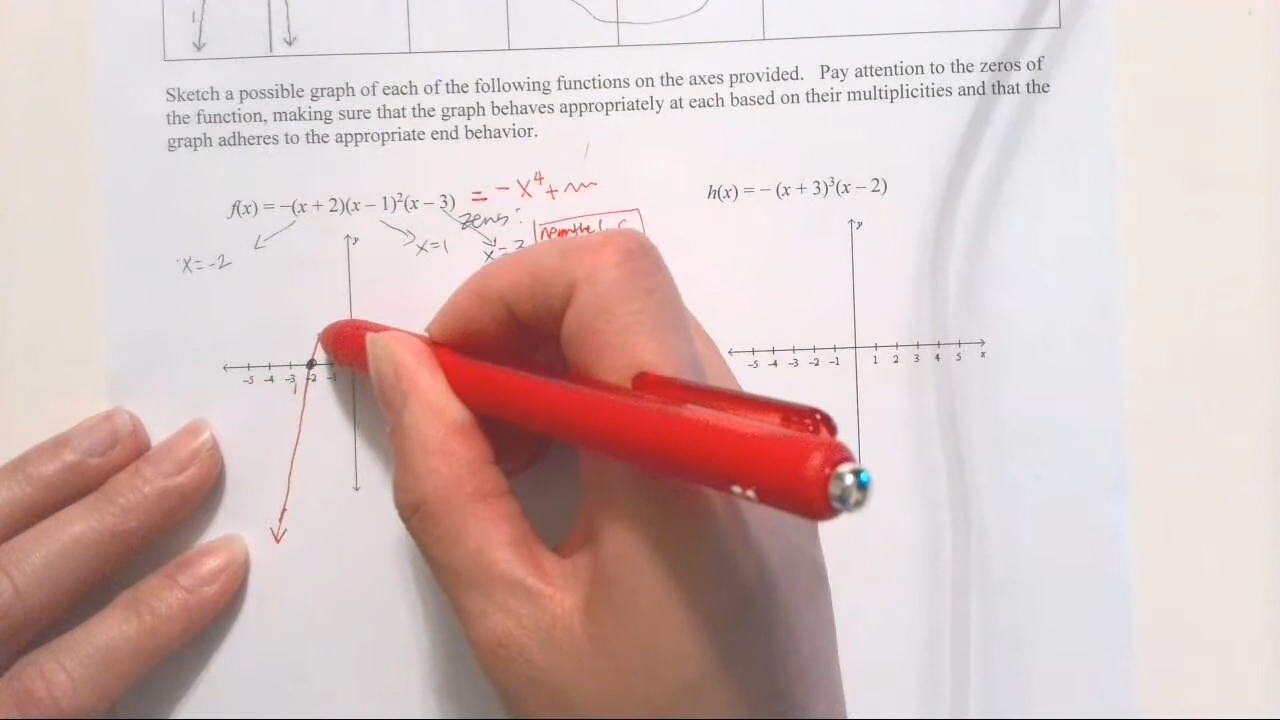 Sketch a possible graph of each of the following functions on the axes provided. Pay attention to the zeros of
the function, making sure that the graph behaves appropriately at each based on their multiplicities and that the
graph adheres to the appropriate end behavior.
f(x) = –(x + 2)(x – 1)²(x – 3) = -x⁴ +
h(x) = – (x + 3)³(x – 2)
zeros:
x=-2
x=1
x=3
y
y
-5 -4 -3 -2 -1
-5 -4 -3 -2 -1 1 2 3 4 5 x